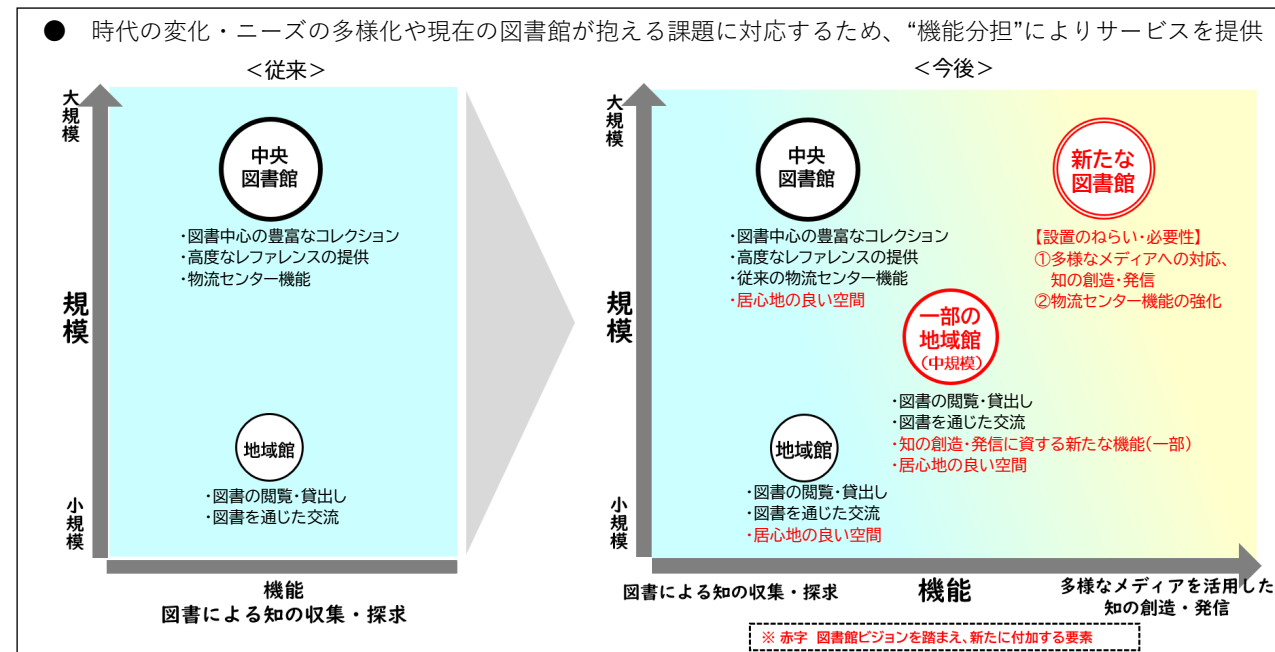 ● 時代の変化・ニーズの多様化や現在の図書館が抱える課題に対応するため、“機能分担”によりサービスを提供
＜従来＞
大規模
中央
図書館
・図書中心の豊富なコレクション
・高度なレファレンスの提供
・物流センター機能
規模
地域館
・図書の閲覧・貸出し
・図書を通じた交流
小規模
機能
図書による知の収集・探求
＜今後＞
大規模
中央
図書館
・図書中心の豊富なコレクション
・高度なレファレンスの提供
・従来の物流センター機能
・居心地の良い空間
新たな
図書館
【設置のねらい・必要性】
①多様なメディアへの対応、
知の創造・発信
②物流センター機能の強化
規模
一部の
地域館
（中規模）
・図書の閲覧・貸出し
・図書を通じた交流
・知の創造・発信に資する新たな機能（一部）
・居心地の良い空間
地域館
・図書の閲覧・貸出し
・図書を通じた交流
・居心地の良い空間
小規模
図書による知の収集・探求
機能
多様なメディアを活用した
知の創造・発信
※ 赤字 図書館ビジョンを踏まえ、新たに付加する要素